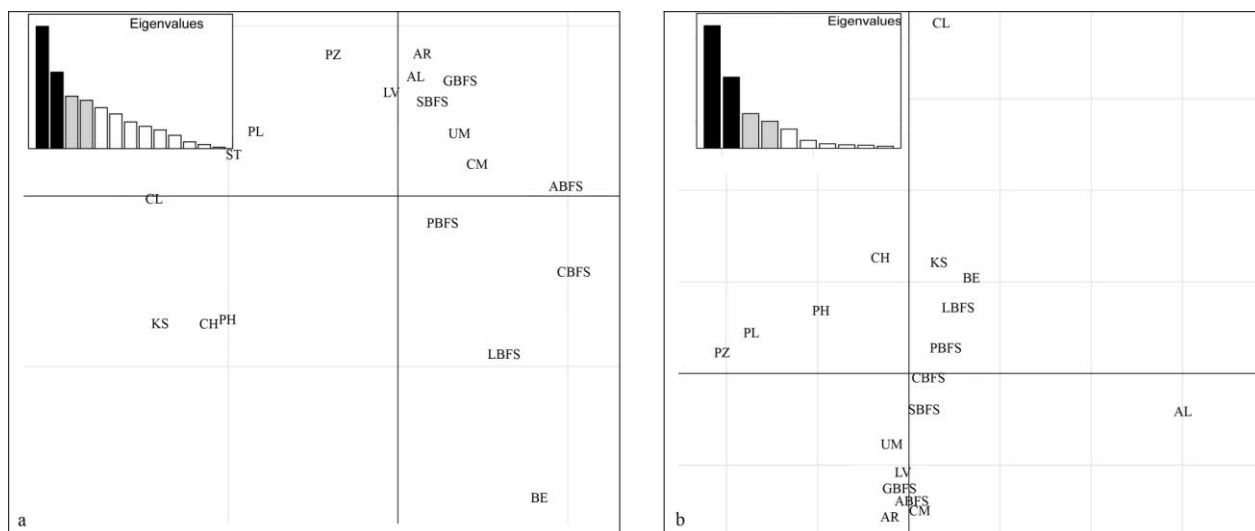 Eigenvalues
PZ
AR
AL
GBFS
LV
SBFS
PL
UM
ST
CM
ABFS
CL
PBFS
CBFS
KS
CH
PH
LBFS
BE
a
Eigenvalues
CL
CH
KS
BE
PH
LBFS
PL
PBFS
PZ
CBFS
SBFS
AL
UM
LV
GBFS
ABFS
CM
AR
b